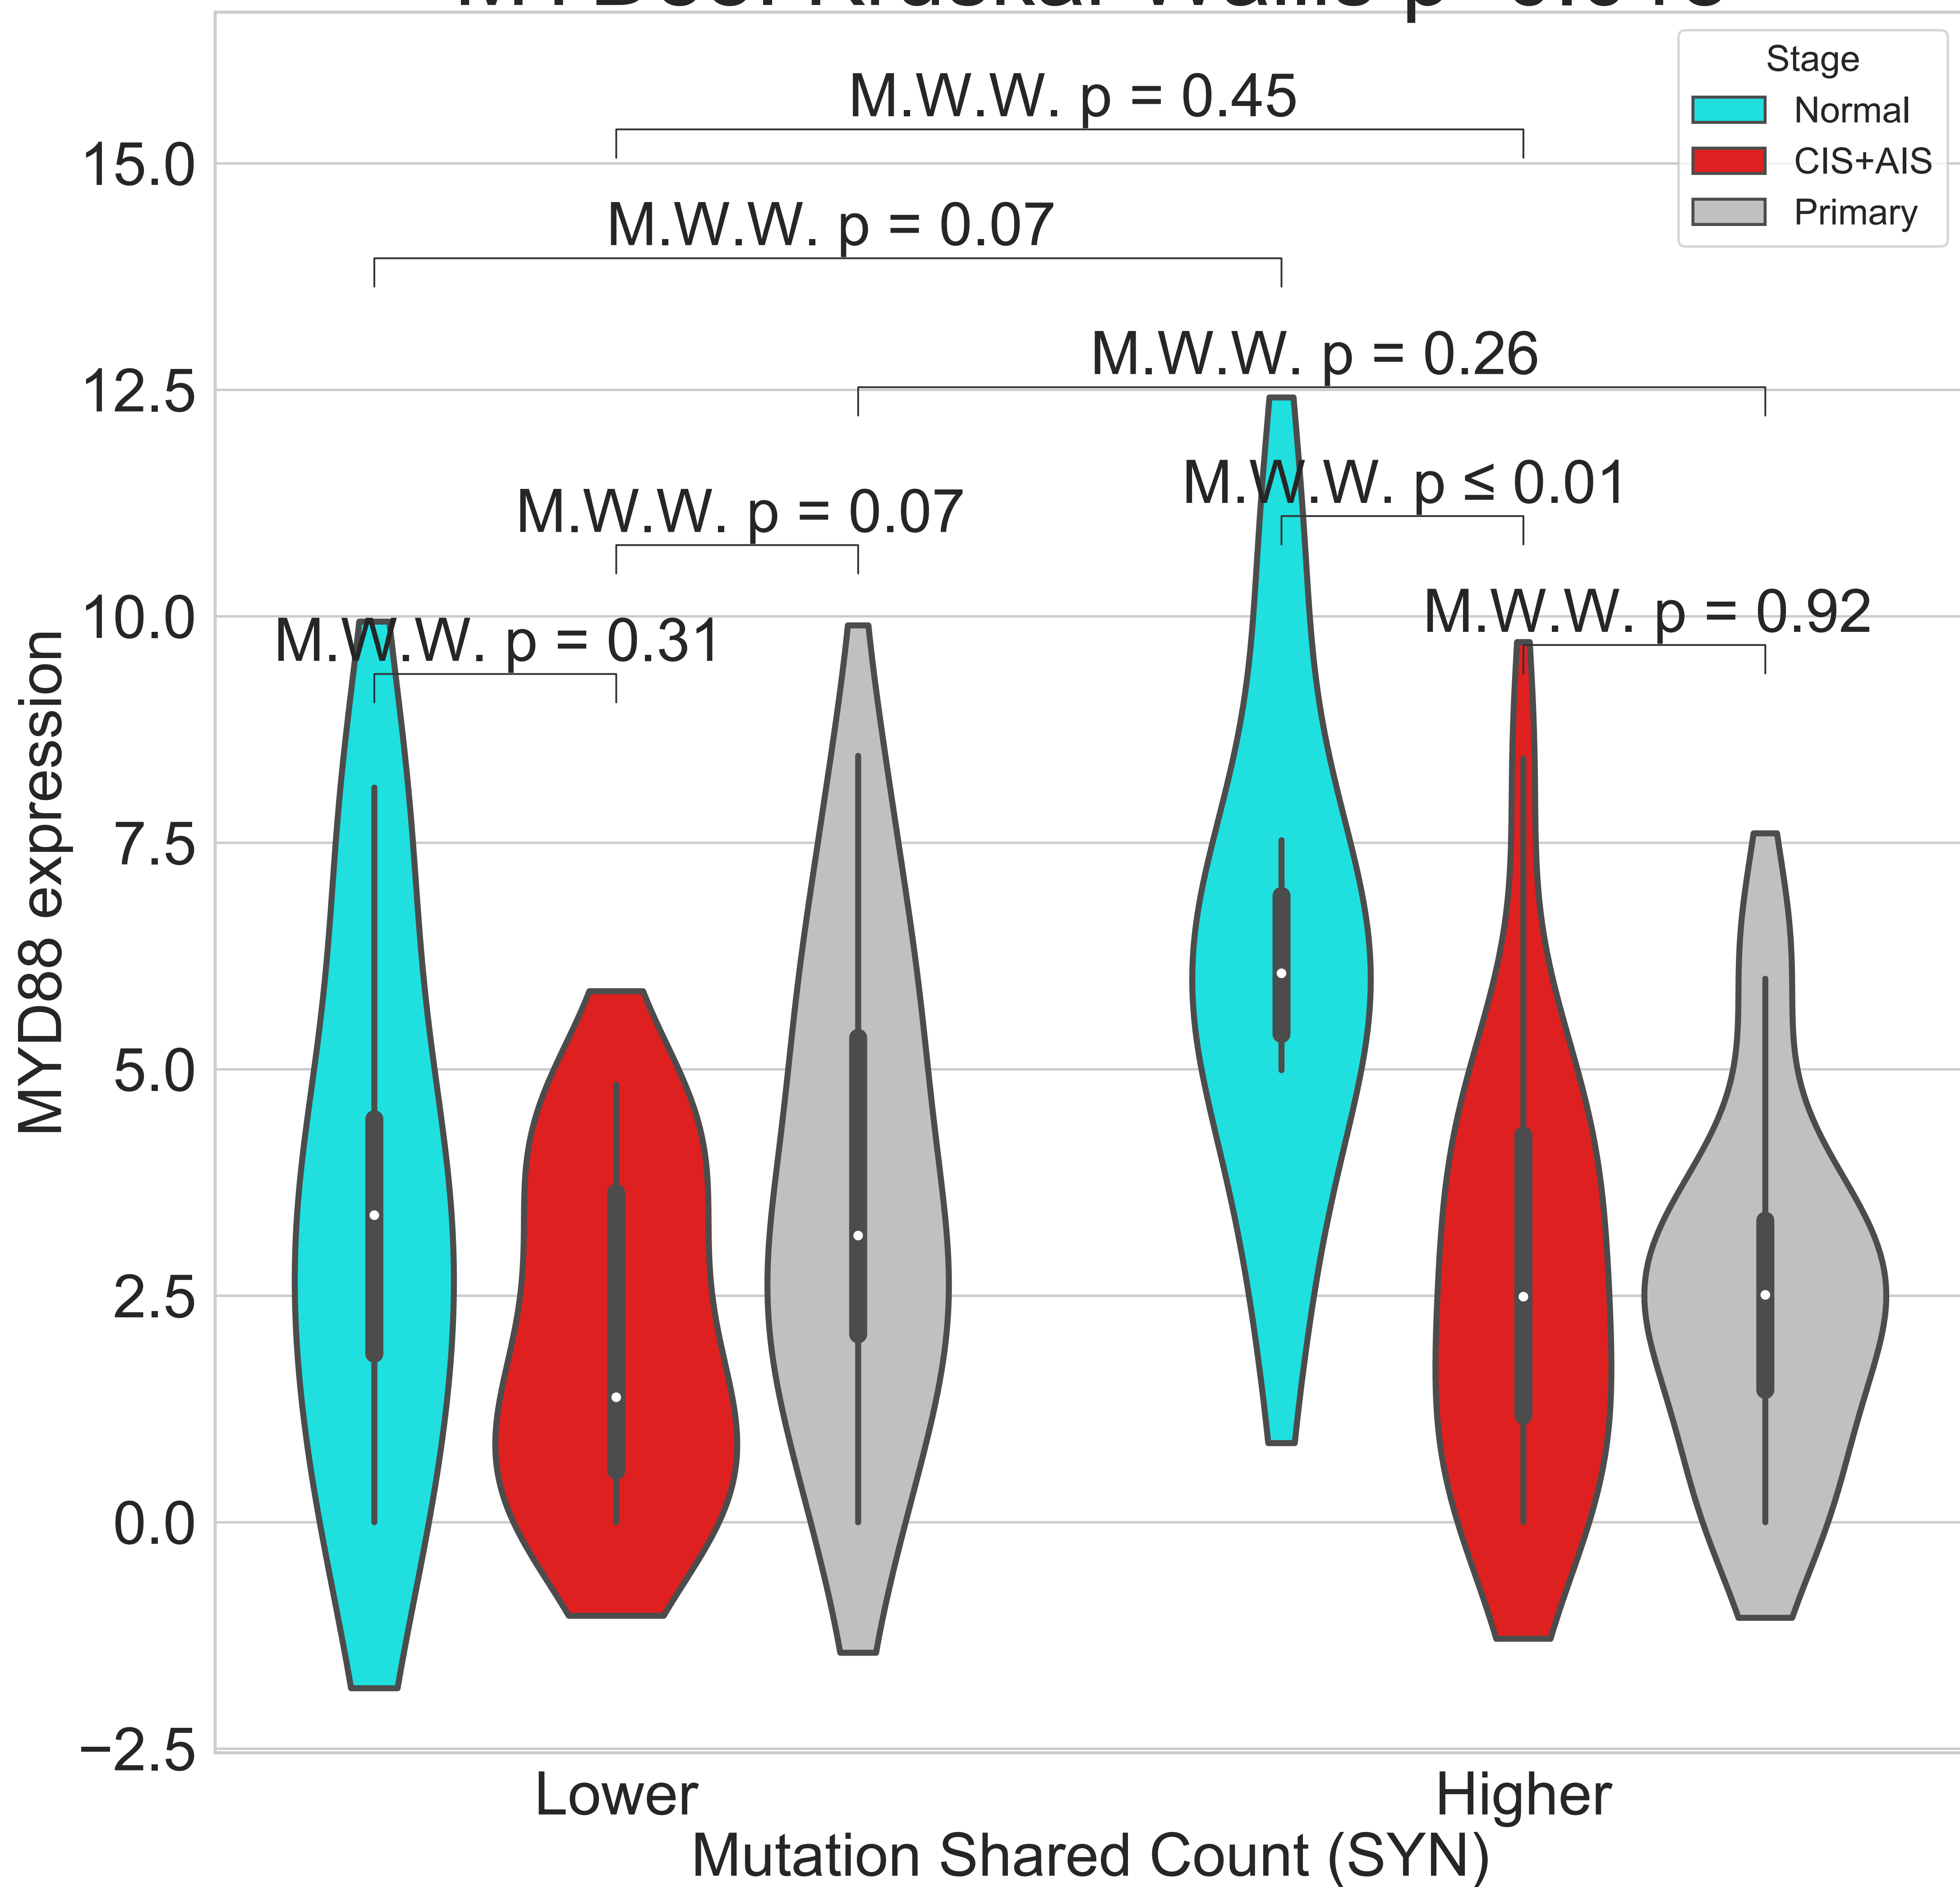 Stage
Normal
CIS+AIS
Primary
M.W.W. p = 0.45
15.0
M.W.W. p = 0.07
M.W.W. p = 0.26
12.5
M.W.W. p ≤ 0.01
M.W.W. p = 0.07
M.W.W. p = 0.92
10.0
M.W.W. p = 0.31
7.5
MYD88 expression
5.0
2.5
0.0
−2.5
Lower
Higher
Mutation Shared Count (SYN)